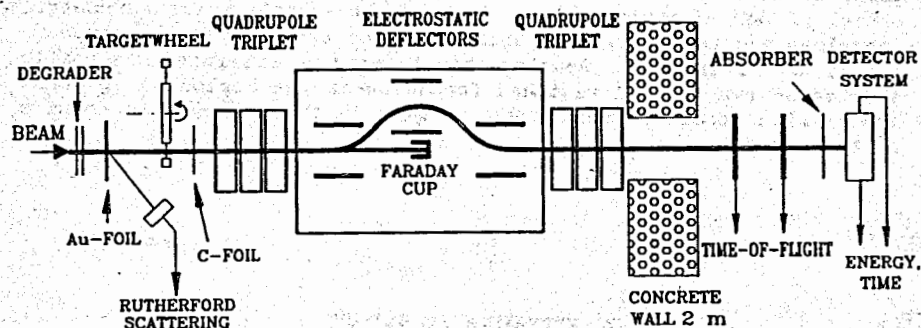 QUADRUPOLE
TRIPLET
ELECTROSTATIC
DEFLECTORS
QUADRUPOLE
TRIPLET
TARGETWHEEL
DEGRADER
ABSORBER
DETECTOR
SYSTEM
BEAM
FARADAY
CUP
Au-FOIL
C-FOIL
TIME-OF-FLIGHT
ENERGY,
TIME
RUTHERFORD
SCATTERING
CONCRETE
WALL 2 m